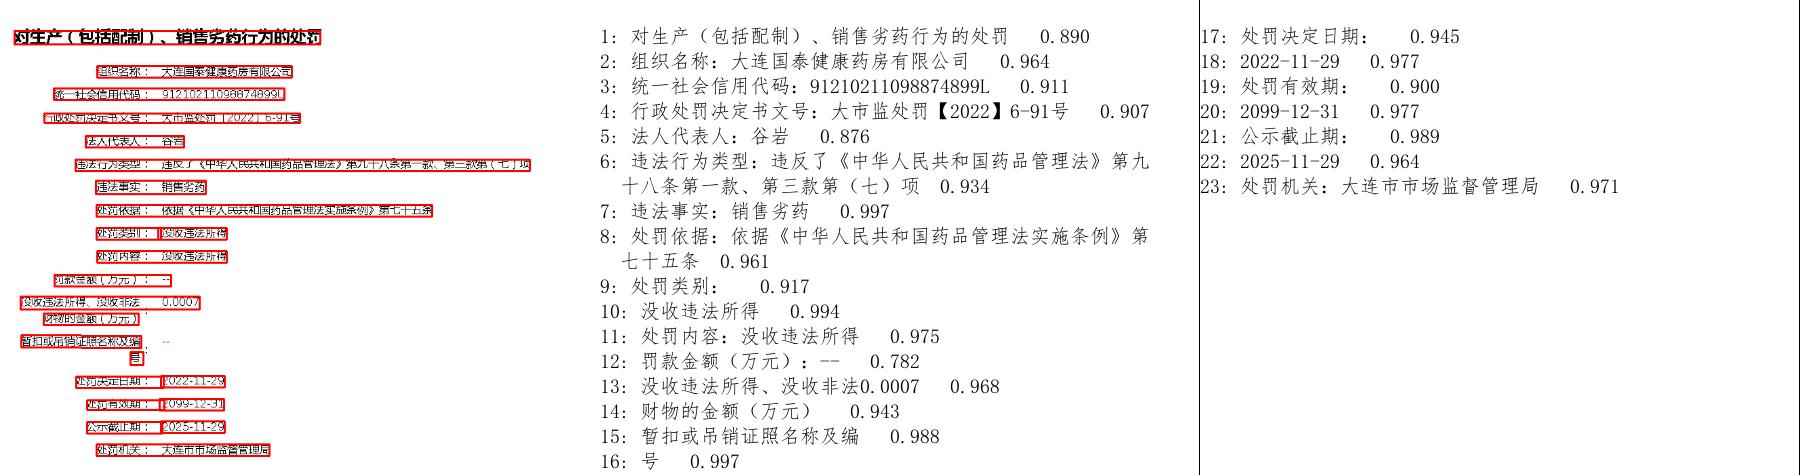 对生产（包括配制）、销售劣药行为的处罚
组织名称： 大连国泰健康药房有限公司
统一社会信用代码： 91210211098874899L
行政处罚决定书文号： 大市监处罚【2022】6-91号
法人代表人： 谷岩
违法行为类型： 违反了《中华人民共和国药品管理法》第九十八条第一款、第三款第（七）项
违法事实： 销售劣药
处罚依据： 依据《中华人民共和国药品管理法实施条例》第七十五条
处罚类别： 没收违法所得
处罚内容： 没收违法所得
罚款金额（万元）： --
没收违法所得、没收非法 0.0007
财物的金额（万元） ：
暂扣或吊销证照名称及编 --
号 ：
处罚决定日期： 2022-11-29
处罚有效期： 2099-12-31
公示截止期： 2025-11-29
处罚机关： 大连市市场监督管理局
1: 对生产（包括配制）、销售劣药行为的处罚 0.890
2: 组织名称：大连国泰健康药房有限公司 0.964
3: 统一社会信用代码：91210211098874899L 0.911
4: 行政处罚决定书文号：大市监处罚【2022】6-91号 0.907
5: 法人代表人：谷岩 0.876
6: 违法行为类型：违反了《中华人民共和国药品管理法》第九
十八条第一款、第三款第（七）项 0.934
7: 违法事实：销售劣药 0.997
8: 处罚依据：依据《中华人民共和国药品管理法实施条例》第
七十五条 0.961
9: 处罚类别： 0.917
10: 没收违法所得 0.994
11: 处罚内容：没收违法所得 0.975
12: 罚款金额（万元）：-- 0.782
13: 没收违法所得、没收非法0.0007 0.968
14: 财物的金额（万元） 0.943
15: 暂扣或吊销证照名称及编 0.988
16: 号 0.997
17: 处罚决定日期： 0.945
18: 2022-11-29 0.977
19: 处罚有效期： 0.900
20: 2099-12-31 0.977
21: 公示截止期： 0.989
22: 2025-11-29 0.964
23: 处罚机关：大连市市场监督管理局 0.971